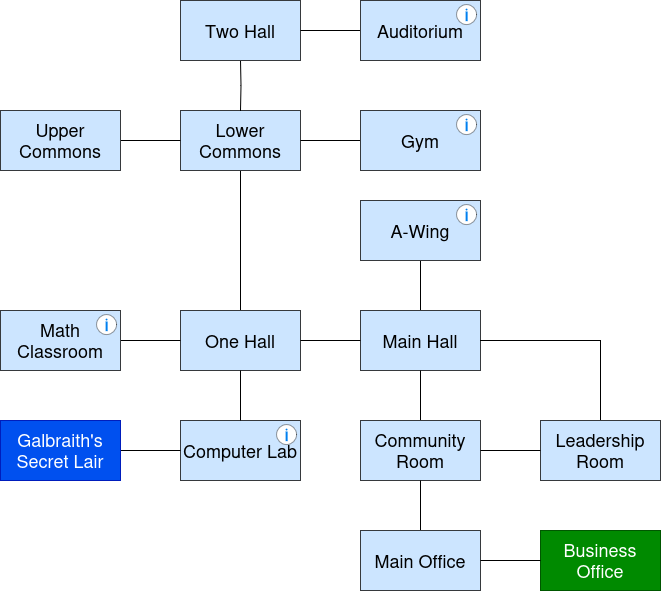 Two Hall
i
Auditorium
Upper
Commons
Lower
Commons
i
Gym
i
A-Wing
i
Math
Classroom
One Hall
Main Hall
Galbraith's
Secret Lair
i
Computer Lab
Community
Room
Leadership
Room
Main Office
Business
Office